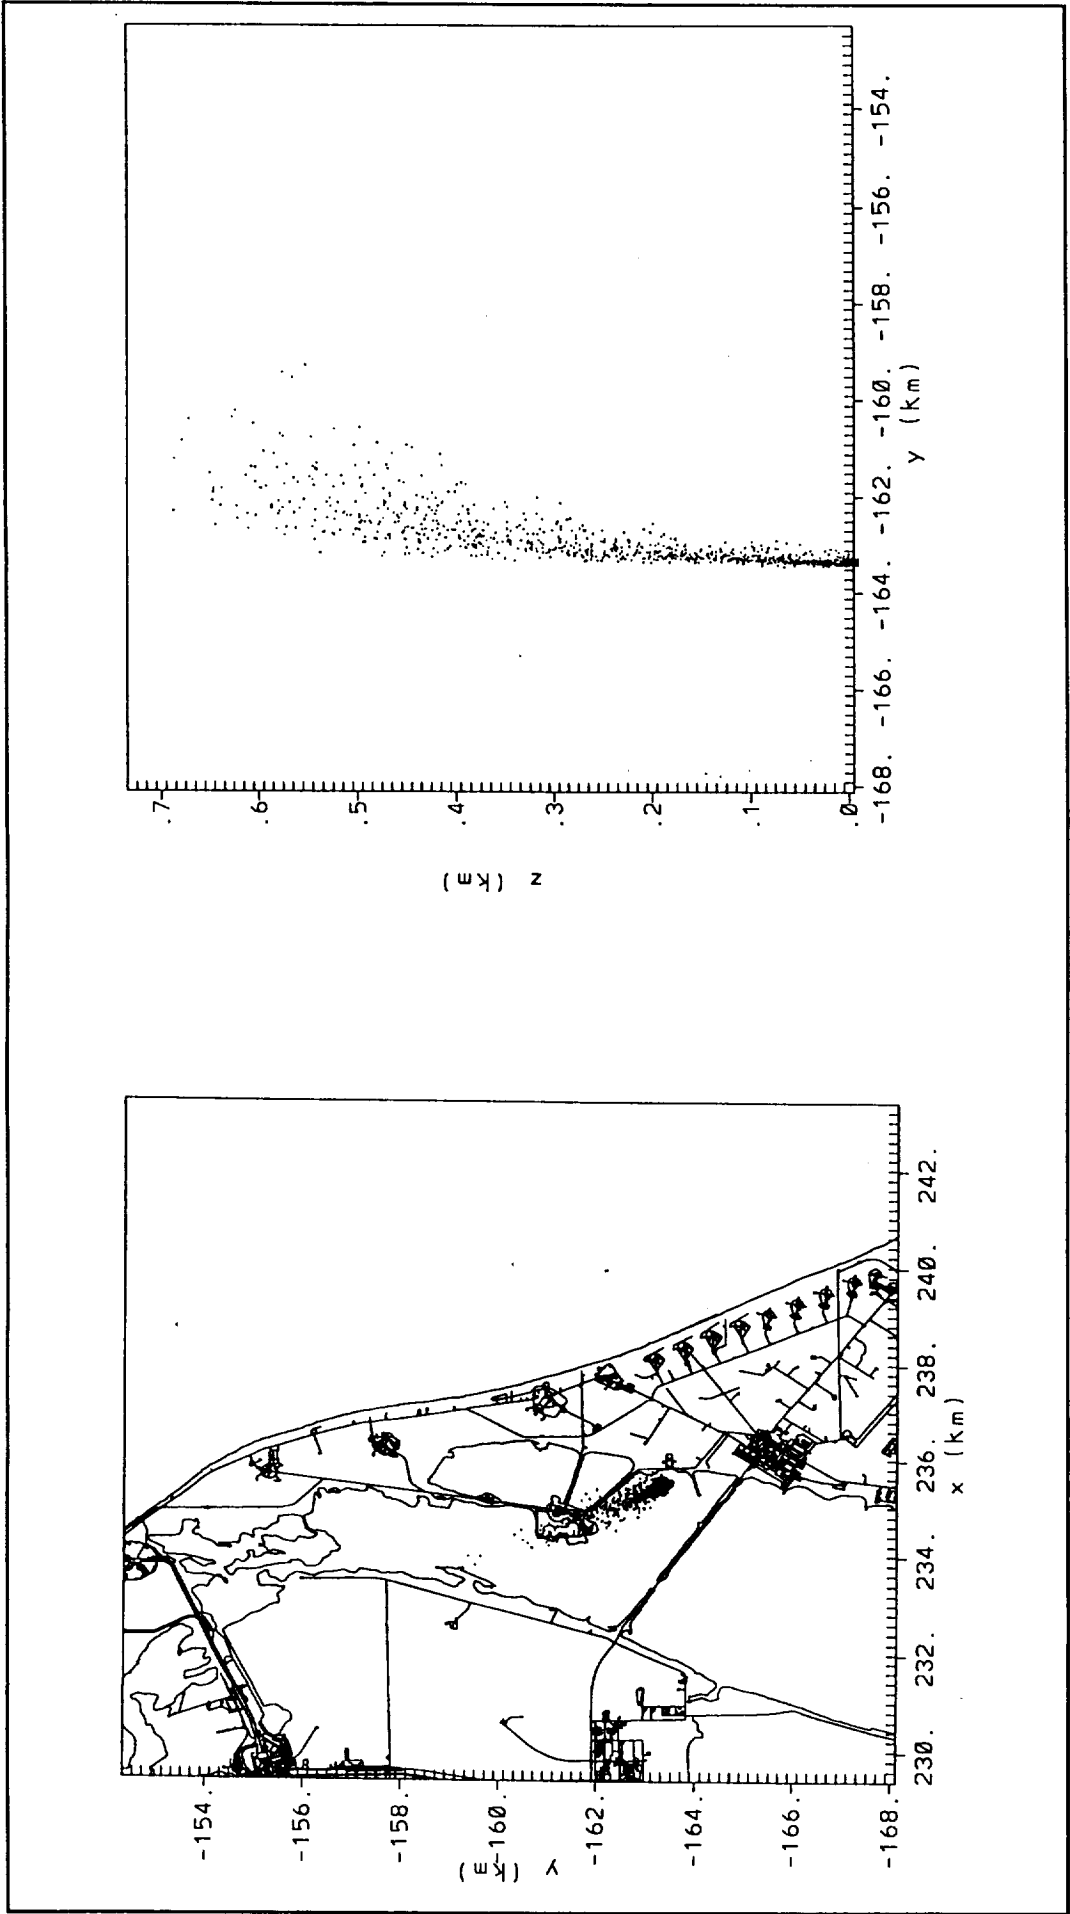 .7
.6
.5
.4
.3
.2
.1
.0
z (km)
-168. -166. -164. -162. -160. -158. -156. -154.
y (km)
-154.
-156.
-158.
-160.
-162.
-164.
-166.
-168.
y (km)
230. 232. 234. 236. 238. 240. 242.
x (km)